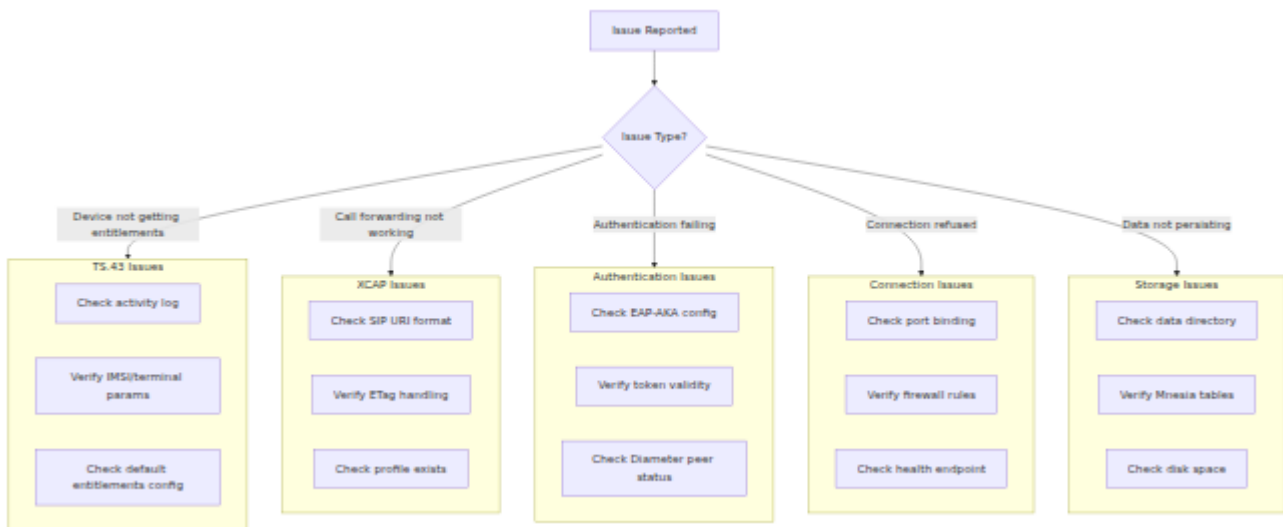 Issue Reported
Issue Type?
Device not getting
entitlements
Call forwarding not
working
Authentication failing
Connection refused
Data not persisting
TS.43 Issues
Check activity log
Verify IMSI/terminal
params
Check default
entitlements config
XCAP Issues
Check SIP URI format
Verify ETag handling
Check profile exists
Authentication Issues
Check EAP-AKA config
Verify token validity
Check Diameter peer
status
Connection Issues
Check port binding
Verify firewall rules
Check health endpoint
Storage Issues
Check data directory
Verify Mnesia tables
Check disk space